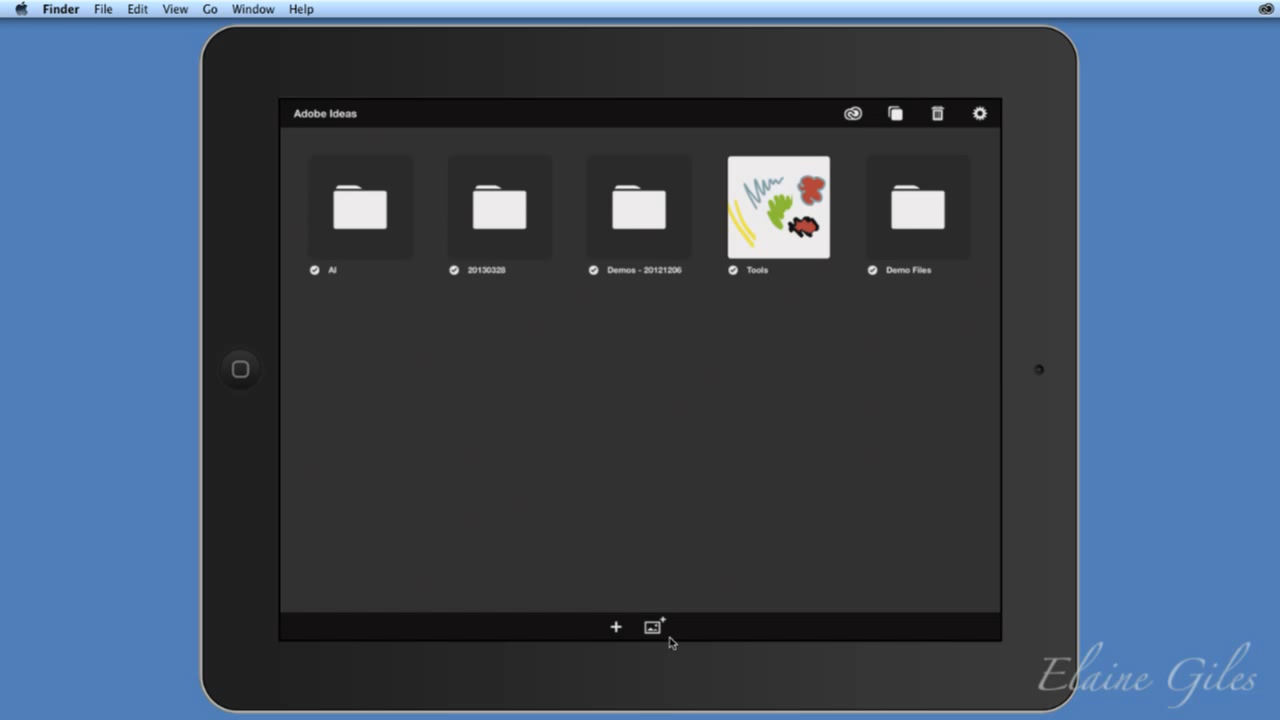 Finder File Edit View Go Window Help
Adobe Ideas
AI 20130328 Demos - 20121206 Tools Demo Files
Elaine Giles